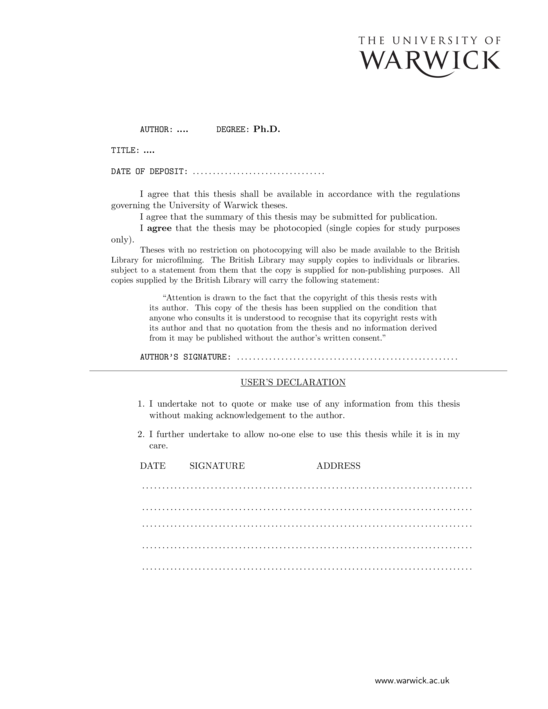 THE UNIVERSITY OF
WARWICK
AUTHOR: .... DEGREE: Ph.D.
TITLE: ....
DATE OF DEPOSIT: .................................
I agree that this thesis shall be available in accordance with the regulations
governing the University of Warwick theses.
I agree that the summary of this thesis may be submitted for publication.
I agree that the thesis may be photocopied (single copies for study purposes
only).
Theses with no restriction on photocopying will also be made available to the British
Library for microfilming. The British Library may supply copies to individuals or libraries.
subject to a statement from them that the copy is supplied for non-publishing purposes. All
copies supplied by the British Library will carry the following statement:
“Attention is drawn to the fact that the copyright of this thesis rests with
its author. This copy of the thesis has been supplied on the condition that
anyone who consults it is understood to recognise that its copyright rests with
its author and that no quotation from the thesis and no information derived
from it may be published without the author's written consent.”
AUTHOR'S SIGNATURE: .......................................................
USER'S DECLARATION
1. I undertake not to quote or make use of any information from this thesis
without making acknowledgement to the author.
2. I further undertake to allow no-one else to use this thesis while it is in my
care.
DATE SIGNATURE ADDRESS
..................................................................................
..................................................................................
..................................................................................
..................................................................................
..................................................................................
www.warwick.ac.uk